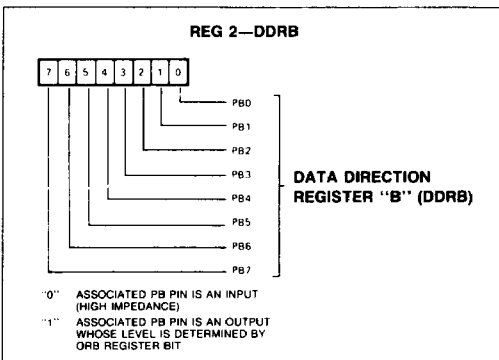 REG 2—DDRB
7 6 5 4 3 2 1 0
PB0
PB1
PB2
PB3
PB4
PB5
PB6
PB7
DATA DIRECTION
REGISTER "B" (DDRB)
"0" ASSOCIATED PB PIN IS AN INPUT
(HIGH IMPEDANCE)
"1" ASSOCIATED PB PIN IS AN OUTPUT
WHOSE LEVEL IS DETERMINED BY
ORB REGISTER BIT